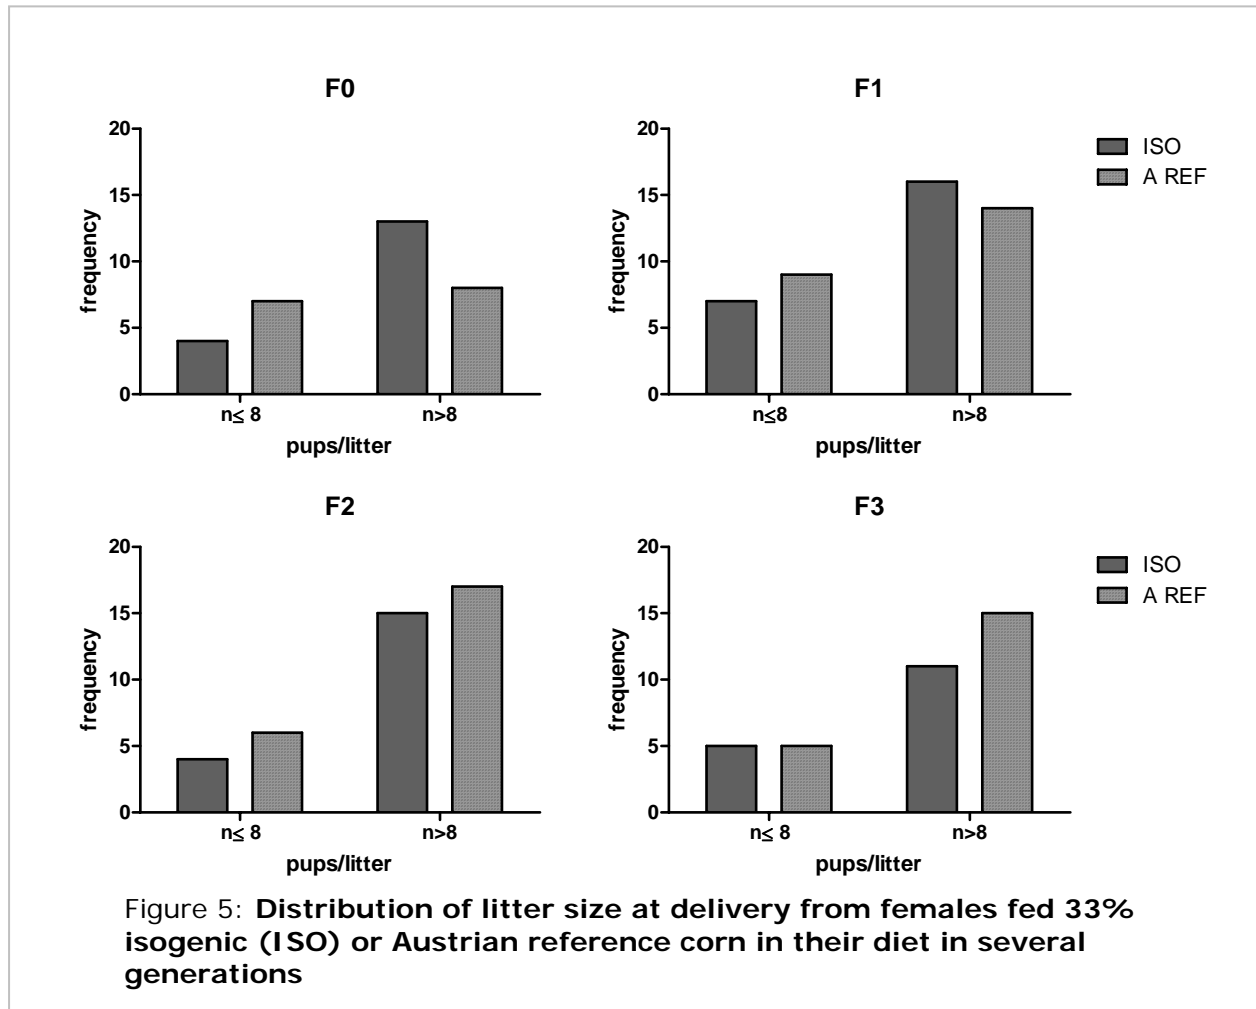 F0
20
15
10
5
0
frequency
n≤ 8
n>8
pups/litter
F1
20
15
10
5
0
frequency
n≤8
n>8
pups/litter
ISO
A REF
F2
20
15
10
5
0
frequency
n≤ 8
n>8
pups/litter
F3
20
15
10
5
0
frequency
n≤ 8
n>8
pups/litter
ISO
A REF
Figure 5: Distribution of litter size at delivery from females fed 33%
isogenic (ISO) or Austrian reference corn in their diet in several
generations